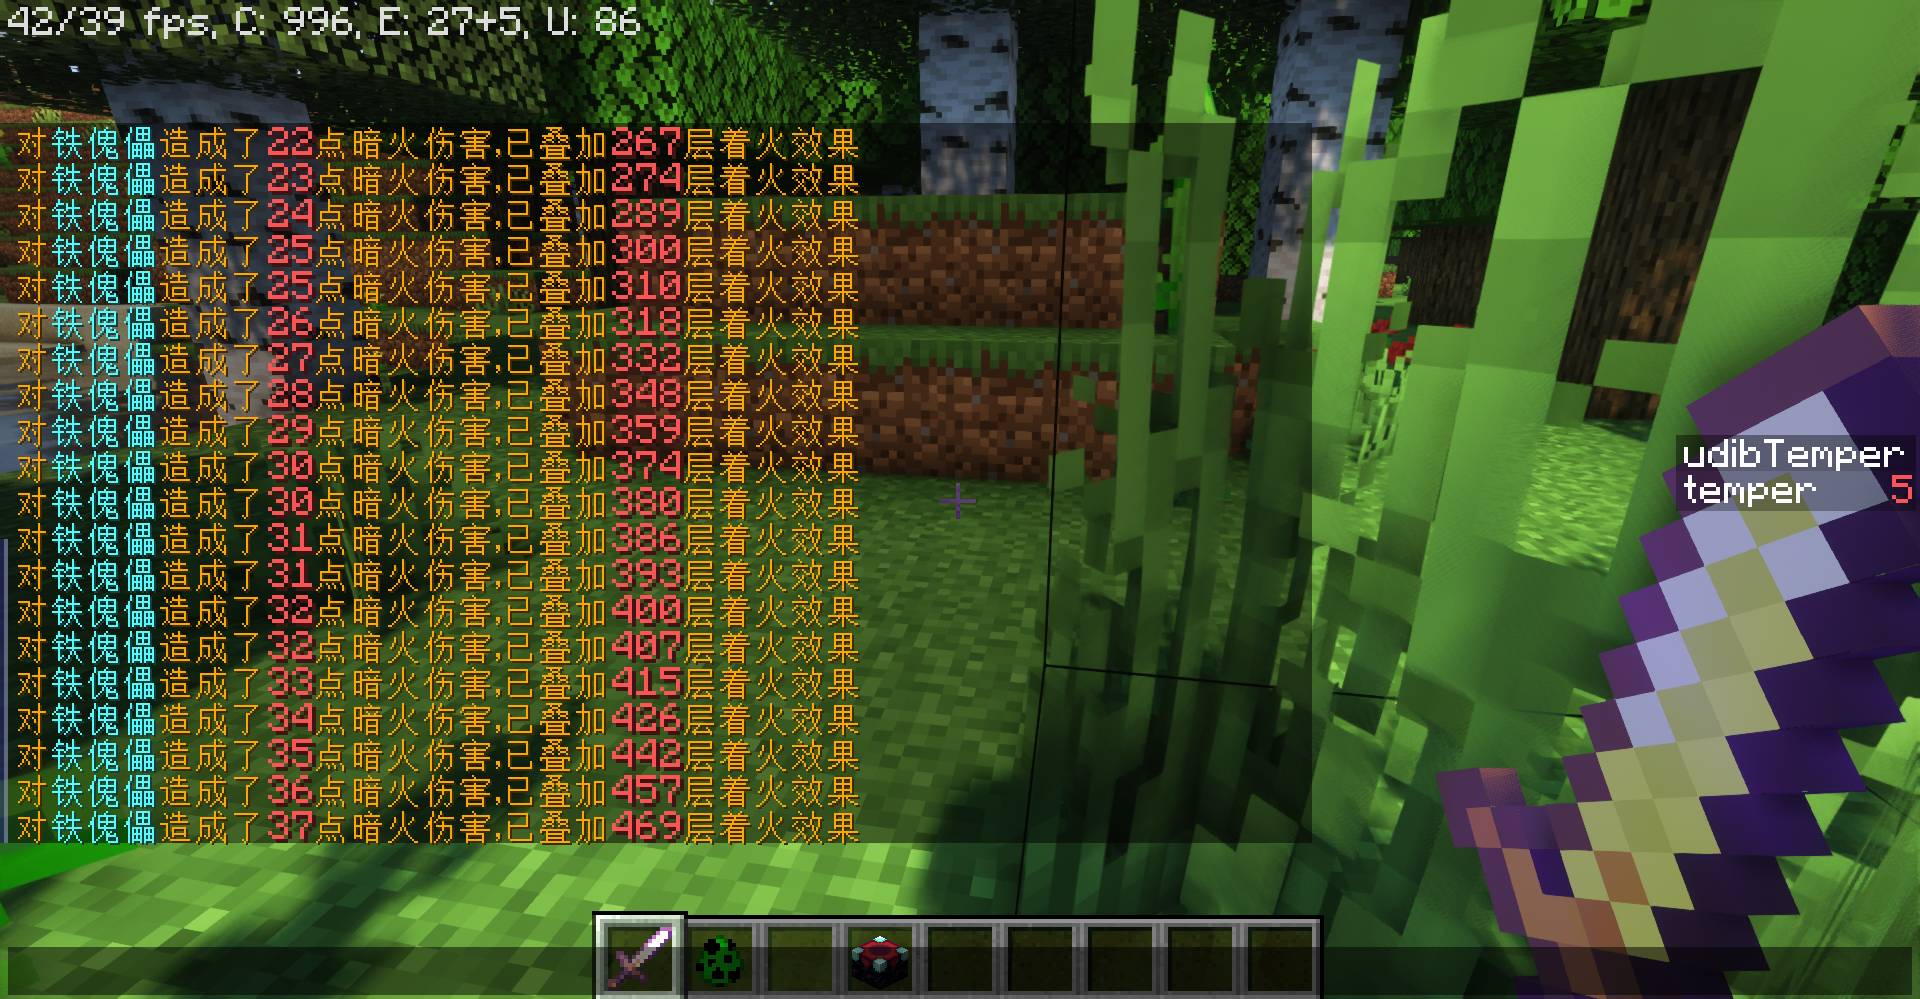 42/39 fps, C: 996, E: 27+5, U: 86
对铁傀儡造成了22点暗火伤害,已叠加267层着火效果
对铁傀儡造成了23点暗火伤害,已叠加274层着火效果
对铁傀儡造成了24点暗火伤害,已叠加289层着火效果
对铁傀儡造成了25点暗火伤害,已叠加300层着火效果
对铁傀儡造成了25点暗火伤害,已叠加310层着火效果
对铁傀儡造成了26点暗火伤害,已叠加318层着火效果
对铁傀儡造成了27点暗火伤害,已叠加332层着火效果
对铁傀儡造成了28点暗火伤害,已叠加348层着火效果
对铁傀儡造成了29点暗火伤害,已叠加359层着火效果
对铁傀儡造成了30点暗火伤害,已叠加374层着火效果
对铁傀儡造成了30点暗火伤害,已叠加380层着火效果
对铁傀儡造成了31点暗火伤害,已叠加386层着火效果
对铁傀儡造成了31点暗火伤害,已叠加393层着火效果
对铁傀儡造成了32点暗火伤害,已叠加400层着火效果
对铁傀儡造成了32点暗火伤害,已叠加407层着火效果
对铁傀儡造成了33点暗火伤害,已叠加415层着火效果
对铁傀儡造成了34点暗火伤害,已叠加426层着火效果
对铁傀儡造成了35点暗火伤害,已叠加442层着火效果
对铁傀儡造成了36点暗火伤害,已叠加457层着火效果
对铁傀儡造成了37点暗火伤害,已叠加469层着火效果
udibTemper
temper 5